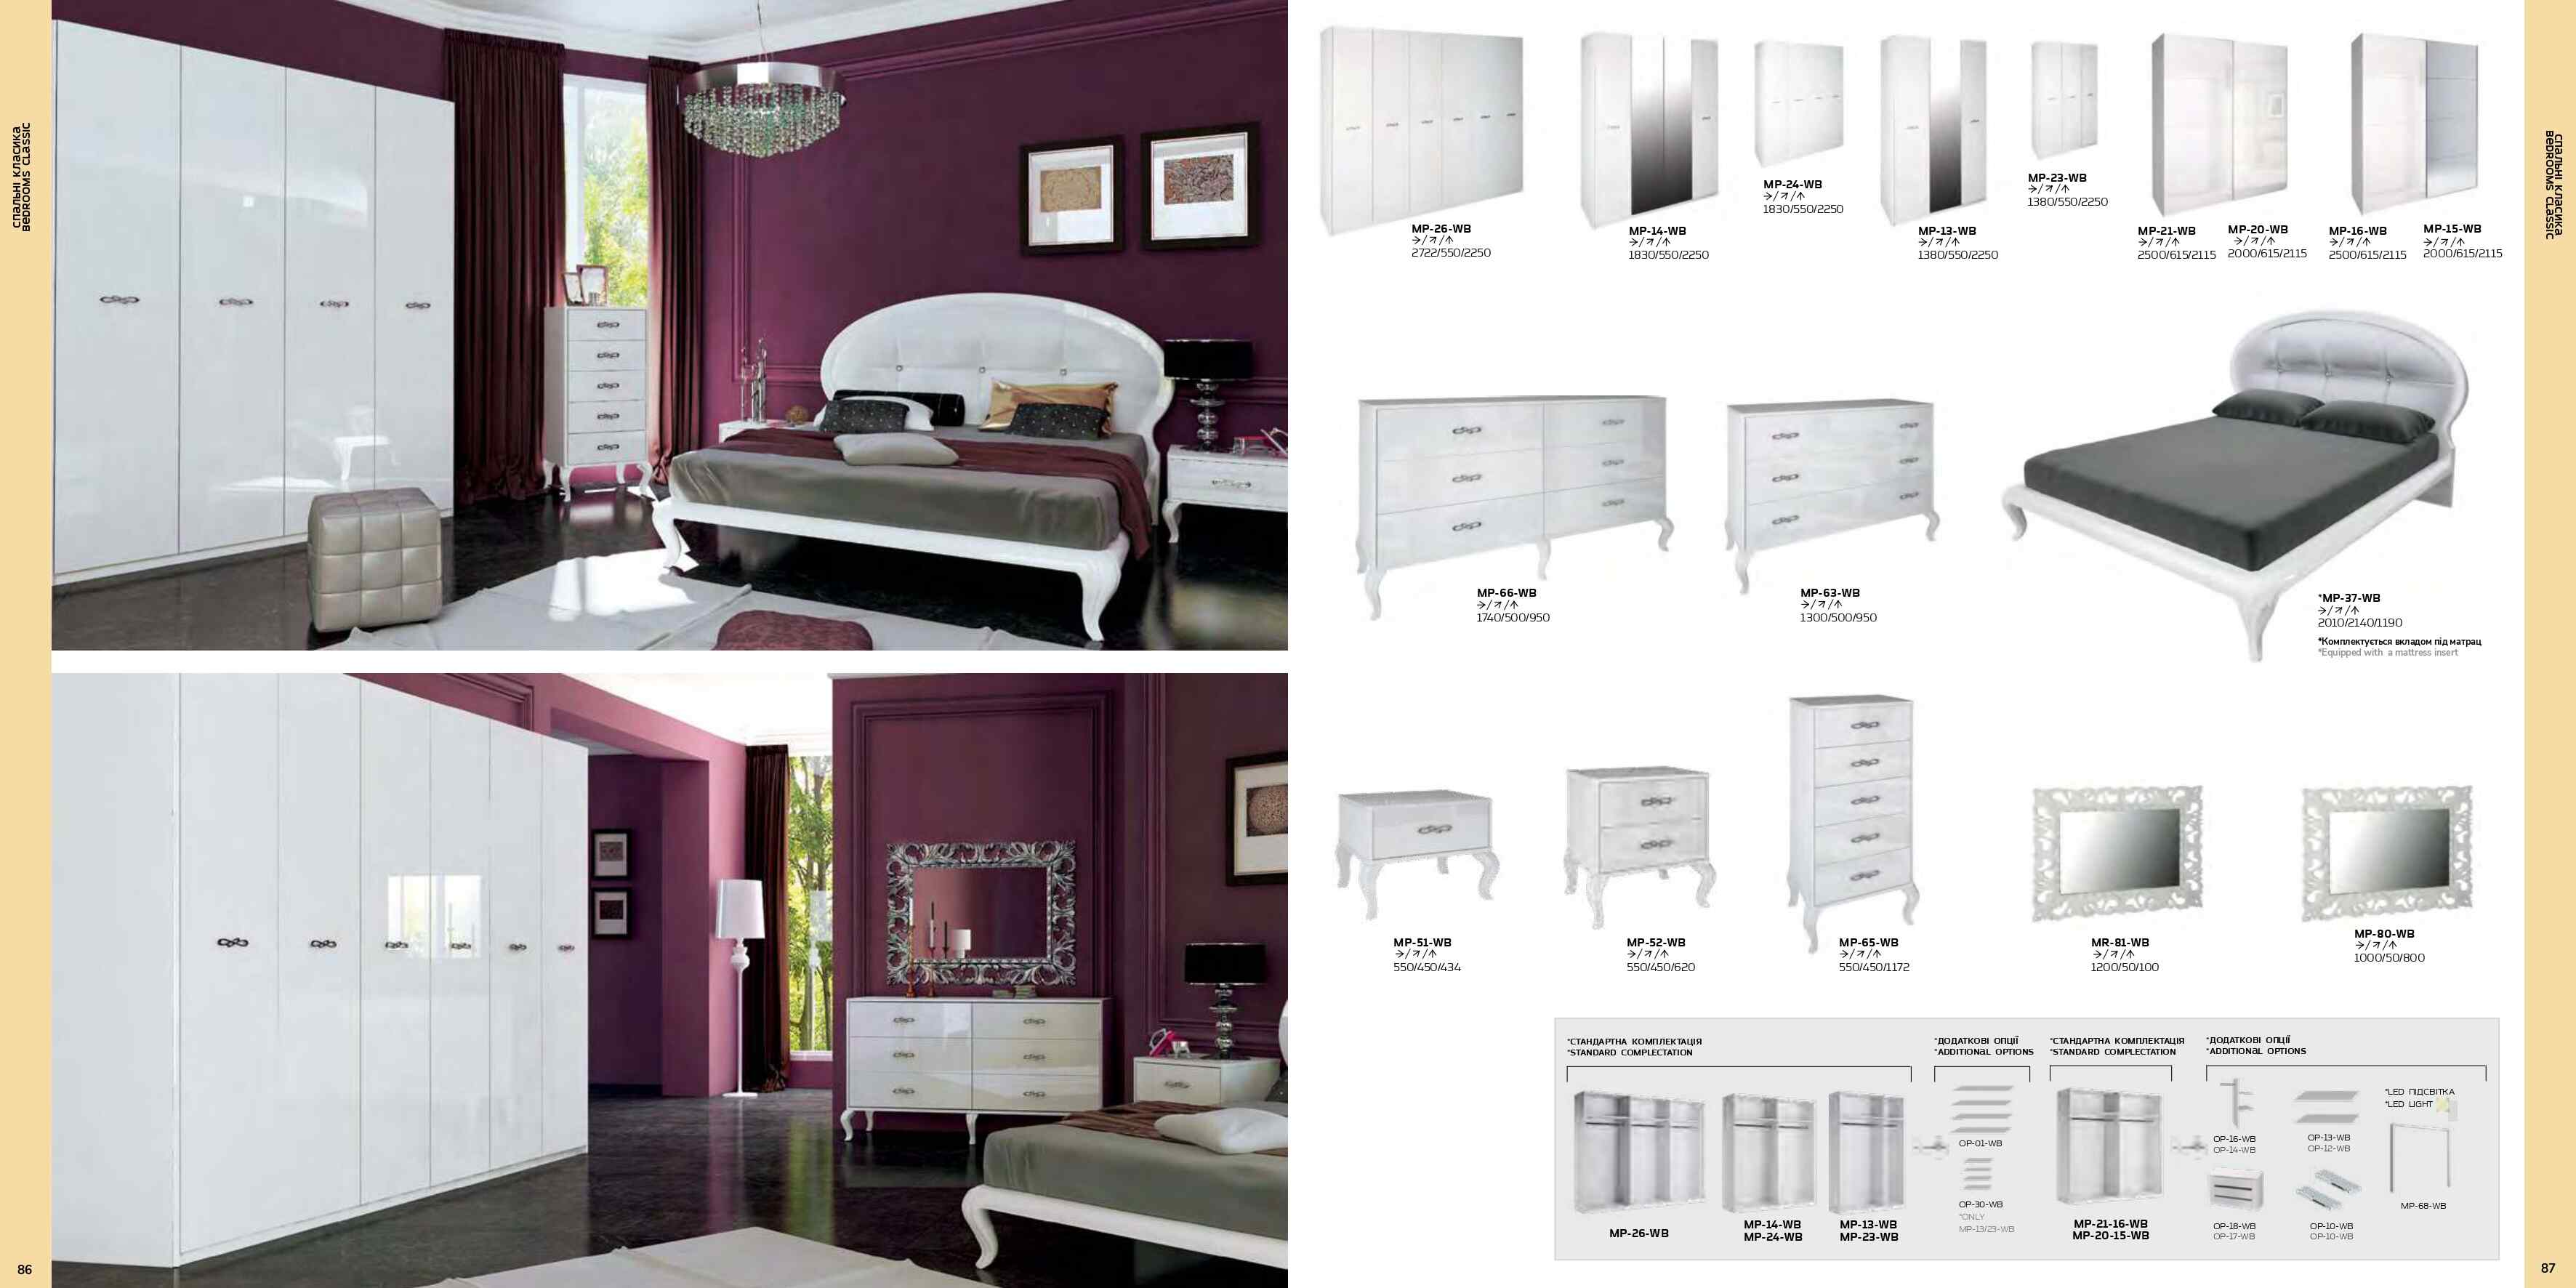 СПАЛЬНІ КЛАСИКА
BEDROOMS CLASSIC
86
MP-26-WB
2722/550/2250
MP-14-WB
1830/550/2250
MP-24-WB
1830/550/2250
MP-13-WB
1380/550/2250
MP-23-WB
1380/550/2250
MP-21-WB
2500/615/2115
MP-20-WB
2000/615/2115
MP-16-WB
2500/615/2115
MP-15-WB
2000/615/2115
MP-66-WB
1740/500/950
MP-63-WB
1300/500/950
*MP-37-WB
2010/2140/1190
*Комплектується вкладом під матрац
*Equipped with a mattress insert
MP-51-WB
550/450/434
MP-52-WB
550/450/620
MP-65-WB
550/450/1172
MR-81-WB
1200/50/100
MP-80-WB
1000/50/800
*СТАНДАРТНА КОМПЛЕКТАЦІЯ
*STANDARD COMPLECTATION
MP-26-WB
MP-14-WB
MP-24-WB
MP-13-WB
MP-23-WB
*ДОДАТКОВІ ОПЦІЇ
*ADDITIONAL OPTIONS
OP-01-WB
OP-30-WB
*ONLY
MP-13/23-WB
*СТАНДАРТНА КОМПЛЕКТАЦІЯ
*STANDARD COMPLECTATION
MP-21-16-WB
MP-20-15-WB
*ДОДАТКОВІ ОПЦІЇ
*ADDITIONAL OPTIONS
OP-16-WB
OP-14-WB
OP-13-WB
OP-12-WB
*LED ПІДСВІТКА
*LED LIGHT
OP-18-WB
OP-17-WB
OP-10-WB
OP-10-WB
MP-68-WB
СПАЛЬНІ КЛАСИКА
BEDROOMS CLASSIC
87